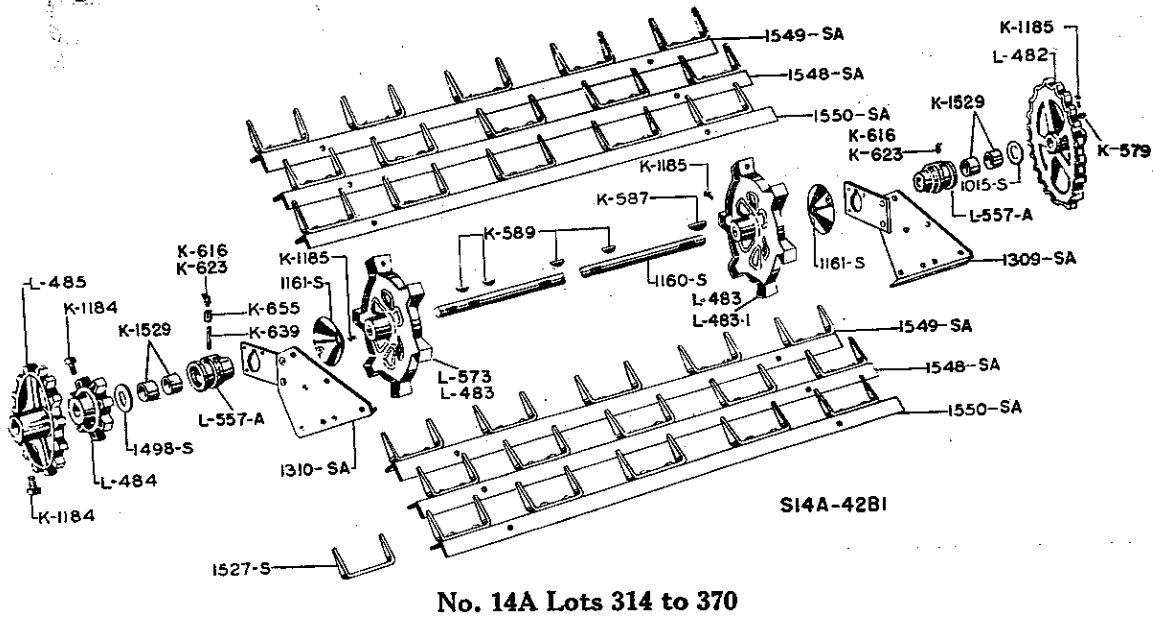 1549-SA
1548-SA
1550-SA
K-1185
L-482
K-1529
K-616
K-623
K-579
1015-S
L-557-A
1309-SA
K-1185
K-587
K-589
1161-S
1160-S
L-483
L-483-1
K-616
K-623
K-1185
1161-S
L-485
K-1184
K-655
K-1529
K-639
L-573
L-483
L-557-A
1498-S
L-484
1310-SA
K-1184
1549-SA
1548-SA
1550-SA
S14A-42B1
1527-S
No. 14A Lots 314 to 370